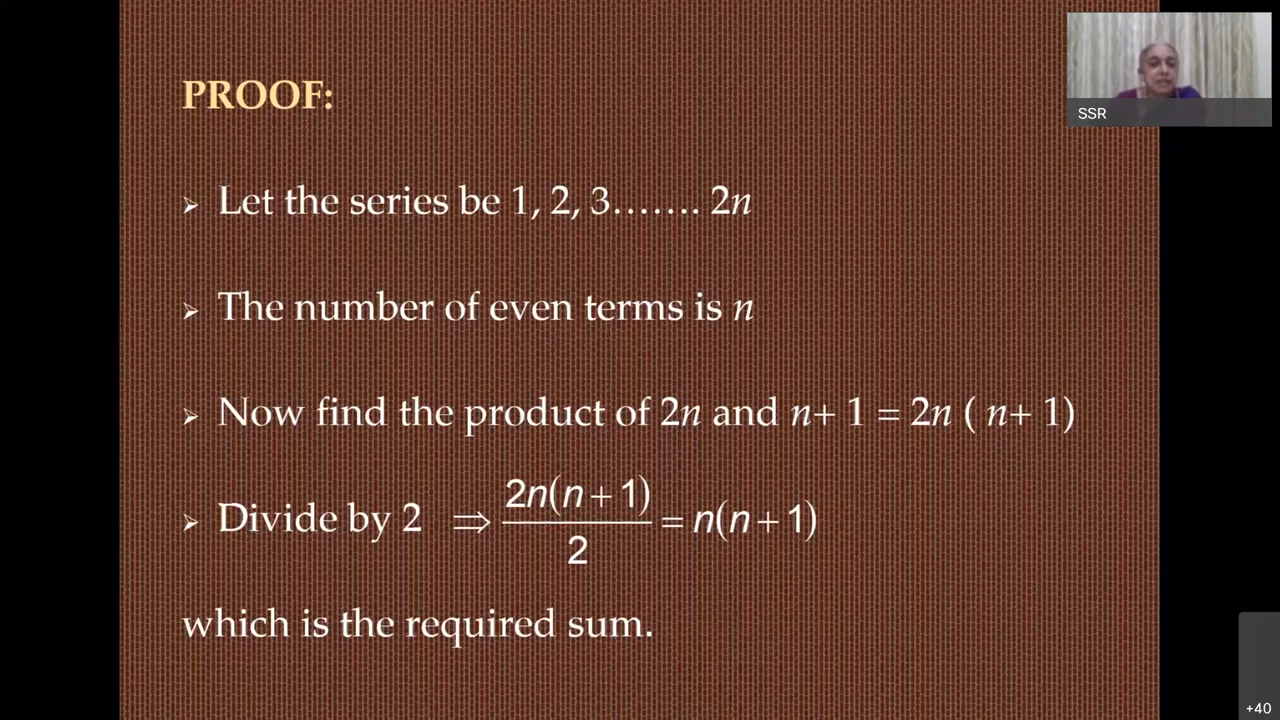 PROOF:
SSR
➢ Let the series be 1, 2, 3……. 2n
➢ The number of even terms is n
➢ Now find the product of 2n and n+ 1 = 2n ( n+ 1)
➢ Divide by 2 ⇒ 2n(n + 1)/2 = n(n + 1)
which is the required sum.
+40